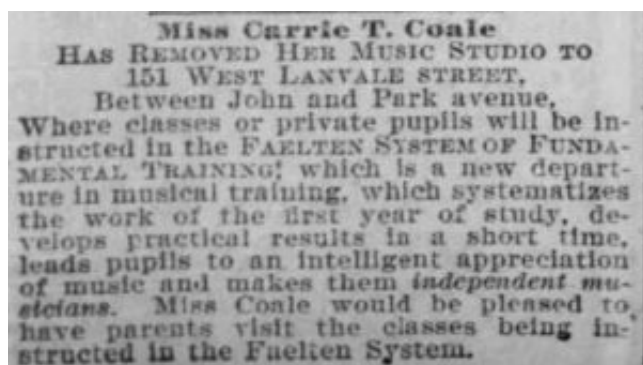 Miss Carrie T. Coale
HAS REMOVED HER MUSIC STUDIO TO
151 WEST LANVALE STREET,
Between John and Park avenue,
Where classes or private pupils will be in-
structed in the FAELTEN SYSTEM OF FUNDA-
MENTAL TRAINING! which is a new depart-
ure in musical training, which systematizes
the work of the first year of study, de-
velops practical results in a short time,
leads pupils to an intelligent appreciation
of music and makes them independent mu-
sicians. Miss Coale would be pleased to
have parents visit the classes being in-
structed in the Faelten System.